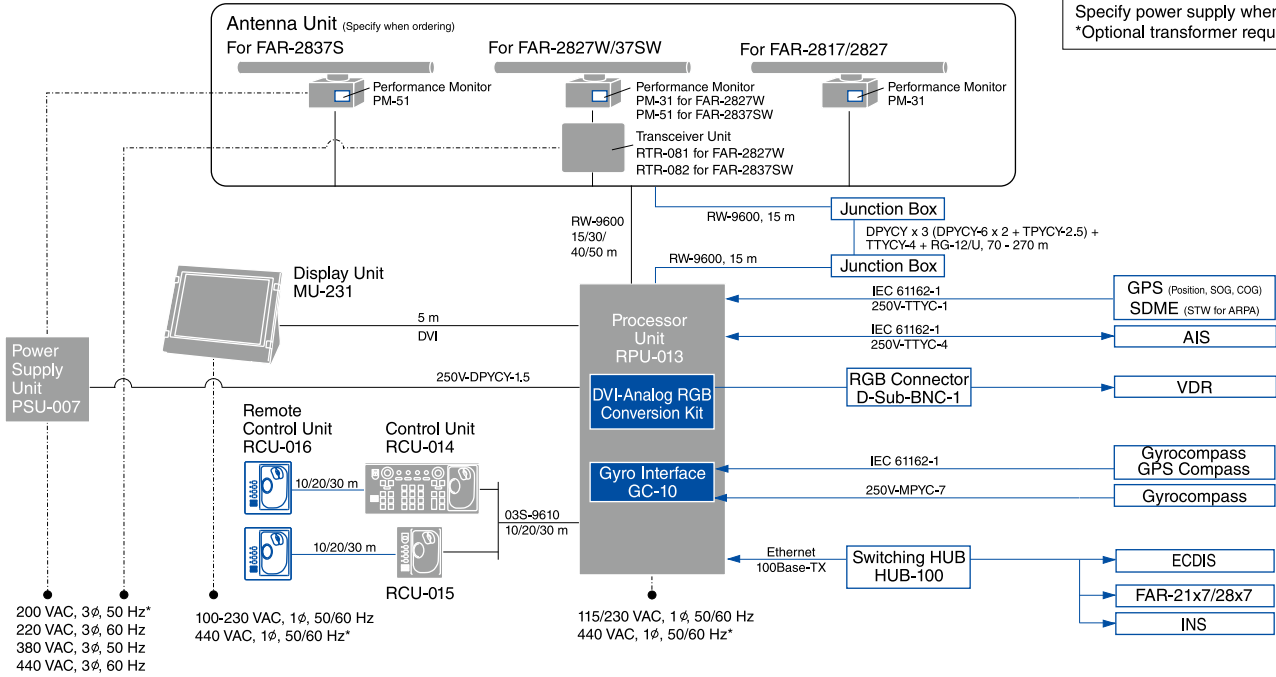 Specify power supply when
*Optional transformer requ
Antenna Unit (Specify when ordering)
For FAR-2837S
For FAR-2827W/37SW
For FAR-2817/2827
Performance Monitor
PM-51
Performance Monitor
PM-31 for FAR-2827W
PM-51 for FAR-2837SW
Performance Monitor
PM-31
Transceiver Unit
RTR-081 for FAR-2827W
RTR-082 for FAR-2837SW
RW-9600
15/30/
40/50 m
RW-9600, 15 m
Junction Box
DPYCY x 3 (DPYCY-6 x 2 + TPYCY-2.5) +
TTYCY-4 + RG-12/U, 70 - 270 m
RW-9600, 15 m
Junction Box
Display Unit
MU-231
5 m
DVI
Processor
Unit
RPU-013
IEC 61162-1
250V-TTYC-1
GPS (Position, SOG, COG)
SDME (STW for ARPA)
IEC 61162-1
250V-TTYC-4
AIS
Power
Supply
Unit
PSU-007
250V-DPYCY-1.5
DVI-Analog RGB
Conversion Kit
RGB Connector
D-Sub-BNC-1
VDR
Remote
Control Unit
RCU-016
Control Unit
RCU-014
10/20/30 m
Gyro Interface
GC-10
IEC 61162-1
Gyrocompass
GPS Compass
250V-MPYC-7
Gyrocompass
03S-9610
10/20/30 m
10/20/30 m
RCU-015
Ethernet
100Base-TX
Switching HUB
HUB-100
ECDIS
FAR-21x7/28x7
INS
200 VAC, 3ø, 50 Hz*
220 VAC, 3ø, 60 Hz
380 VAC, 3ø, 50 Hz
440 VAC, 3ø, 60 Hz
100-230 VAC, 1ø, 50/60 Hz
440 VAC, 1ø, 50/60 Hz*
115/230 VAC, 1ø, 50/60 Hz
440 VAC, 1ø, 50/60 Hz*